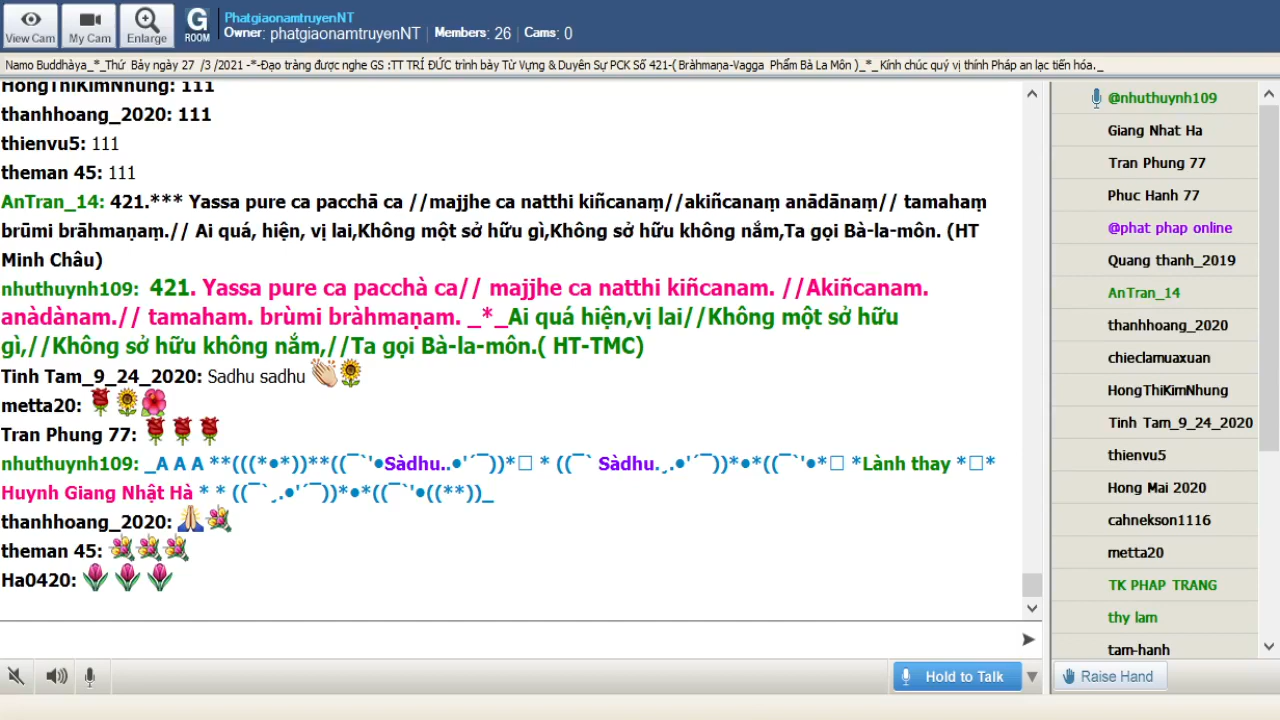 View Cam
My Cam
Enlarge
G
ROOM
PhatgiaonamtruyenNT
Owner: phatgiaonamtruyenNT | Members: 26 | Cams: 0
Namo Buddhàya_*_Thứ Bảy ngày 27 /3 /2021 -*-Đạo tràng được nghe GS :TT TRÍ ĐỨC trình bày Từ Vựng & Duyên Sự PCK Số 421-( Bràhmaṇa-Vagga Phẩm Bà La Môn )_*_ Kính chúc quý vị thính Pháp an lạc tiến hóa._
HongThiKimNhung: 111
thanhhoang_2020: 111
thienvu5: 111
theman 45: 111
AnTran_14: 421.*** Yassa pure ca pacchā ca //majjhe ca natthi kiñcanaṃ//akiñcanaṃ anādānaṃ// tamahaṃ
brūmi brāhmaṇaṃ.// Ai quá, hiện, vị lai,Không một sở hữu gì,Không sở hữu không nắm,Ta gọi Bà-la-môn. (HT
Minh Châu)
nhuthuynh109: 421. Yassa pure ca pacchà ca// majjhe ca natthi kiñcanam. //Akiñcanam.
anàdànam.// tamaham. brùmi bràhmaṇam. _*_Ai quá hiện,vị lai//Không một sở hữu
gì,//Không sở hữu không nắm,//Ta gọi Bà-la-môn.( HT-TMC)
Tinh Tam_9_24_2020: Sadhu sadhu 👏🌻
metta20: 🌹🌻🌺
Tran Phung 77: 🌹🌹🌹
nhuthuynh109: _A A A **(((*•*))**((¯`'•Sàdhu..•'´¯))*□ * ((¯` Sàdhu.¸.•'´¯))*•*((¯`'•*□ *Lành thay *□*
Huynh Giang Nhật Hà * * ((¯`¸.•'´¯))*•*((¯`'•((**))_
thanhhoang_2020: 🙏💐
theman 45: 💐💐💐
Ha0420: 🌷🌷🌷
Hold to Talk
@nhuthuynh109
Giang Nhat Ha
Tran Phung 77
Phuc Hanh 77
@phat phap online
Quang thanh_2019
AnTran_14
thanhhoang_2020
chieclamuaxuan
HongThiKimNhung
Tinh Tam_9_24_2020
thienvu5
Hong Mai 2020
cahnekson1116
metta20
TK PHAP TRANG
thy lam
tam-hanh
Raise Hand